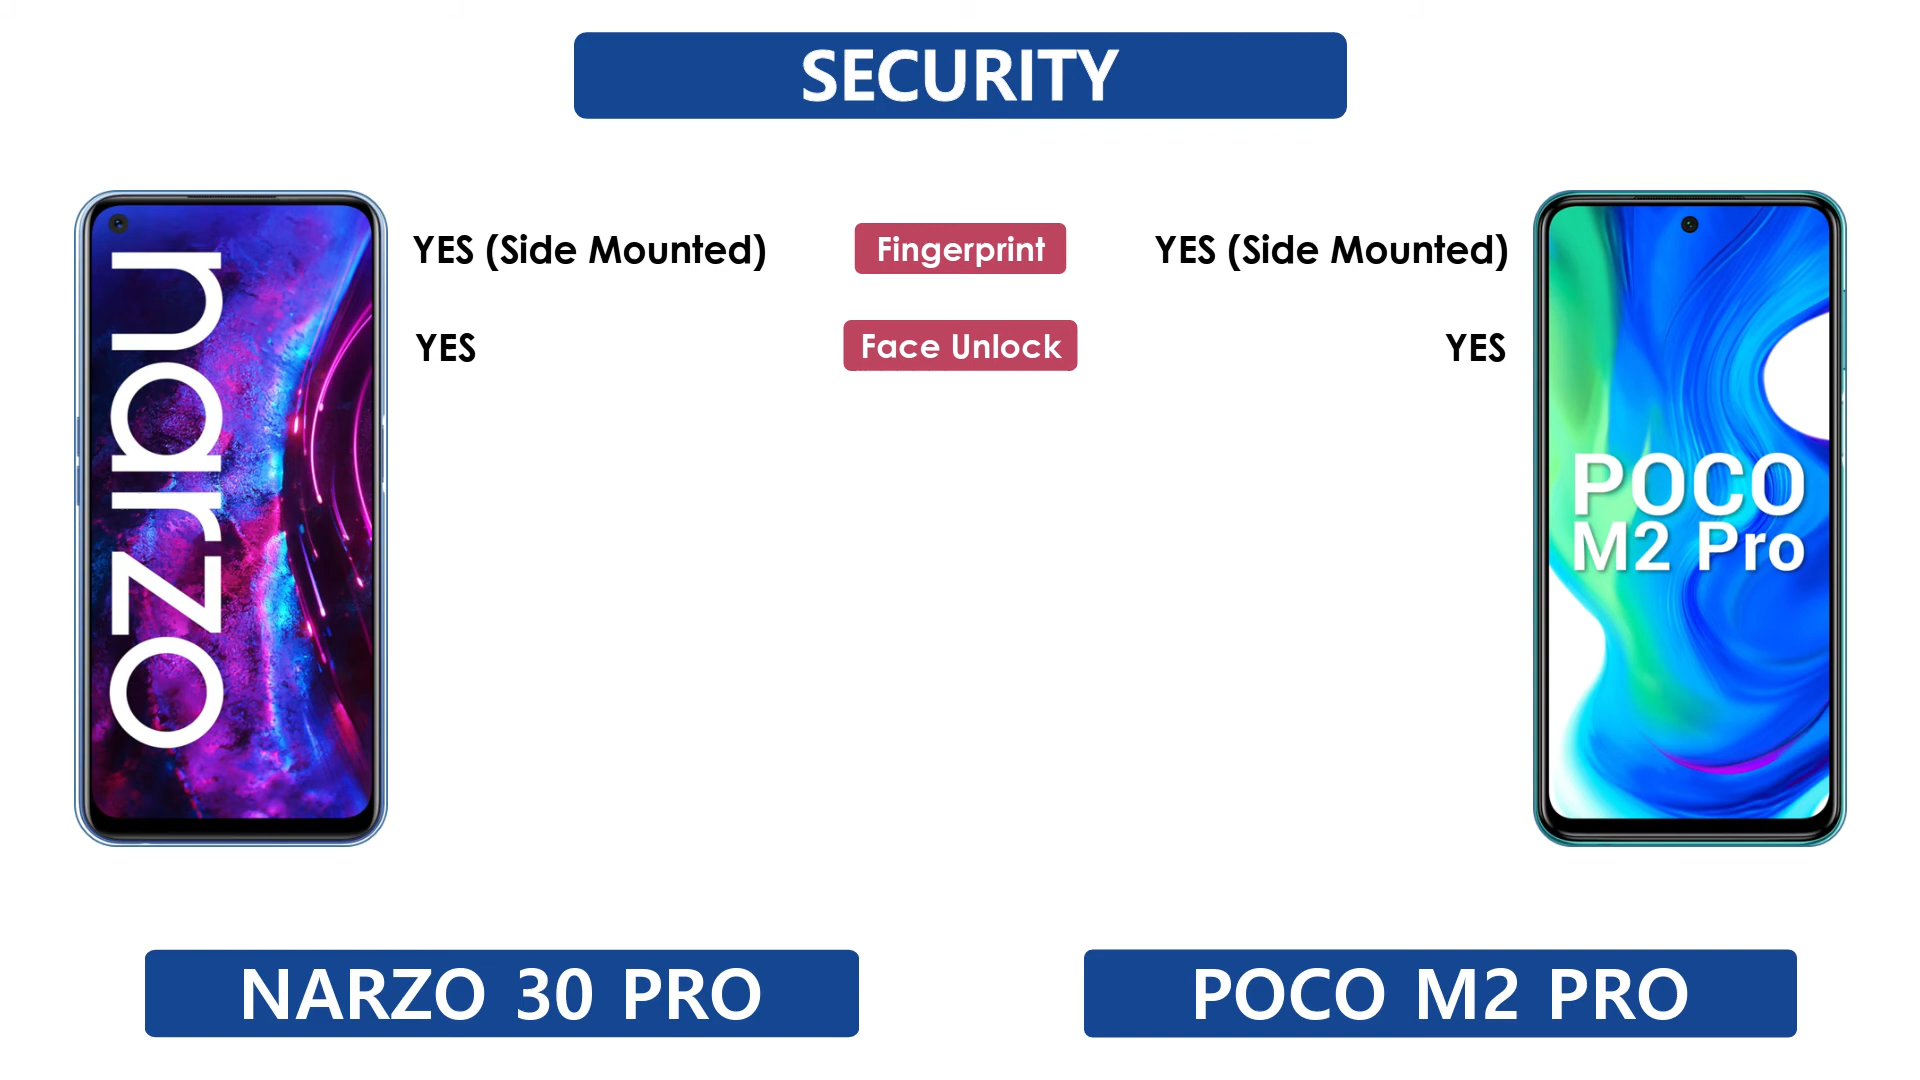 SECURITY
YES (Side Mounted) Fingerprint YES (Side Mounted)
YES Face Unlock YES
narzo
POCO
M2 Pro
NARZO 30 PRO POCO M2 PRO